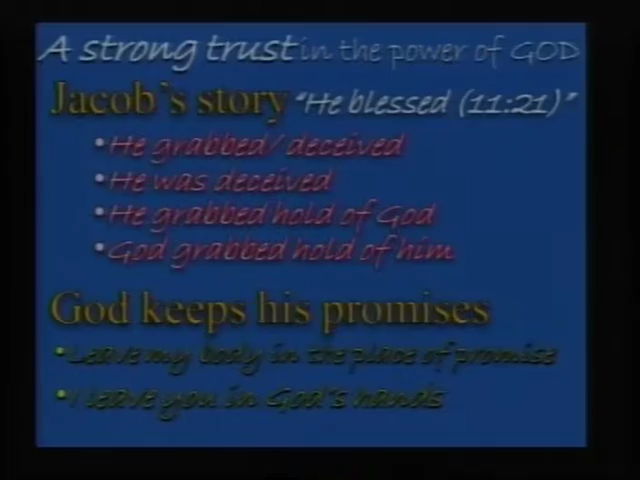 A strong trust in the power of GOD
Jacob's story "He blessed (11:21)"
•He grabbed/ deceived
•He was deceived
•He grabbed hold of God
•God grabbed hold of him
God keeps his promises
•Leave my body in the place of promise
•I leave you in God's hands